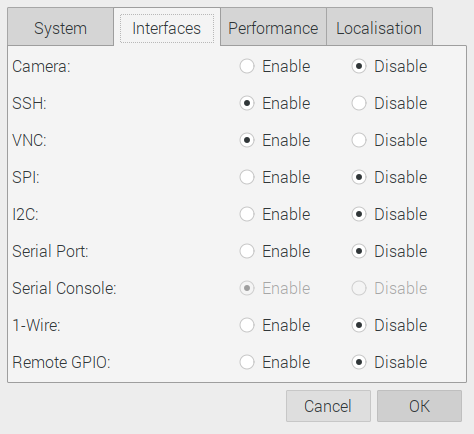 System Interfaces Performance Localisation
Camera: Enable Disable
SSH: Enable Disable
VNC: Enable Disable
SPI: Enable Disable
I2C: Enable Disable
Serial Port: Enable Disable
Serial Console: Enable Disable
1-Wire: Enable Disable
Remote GPIO: Enable Disable
Cancel OK